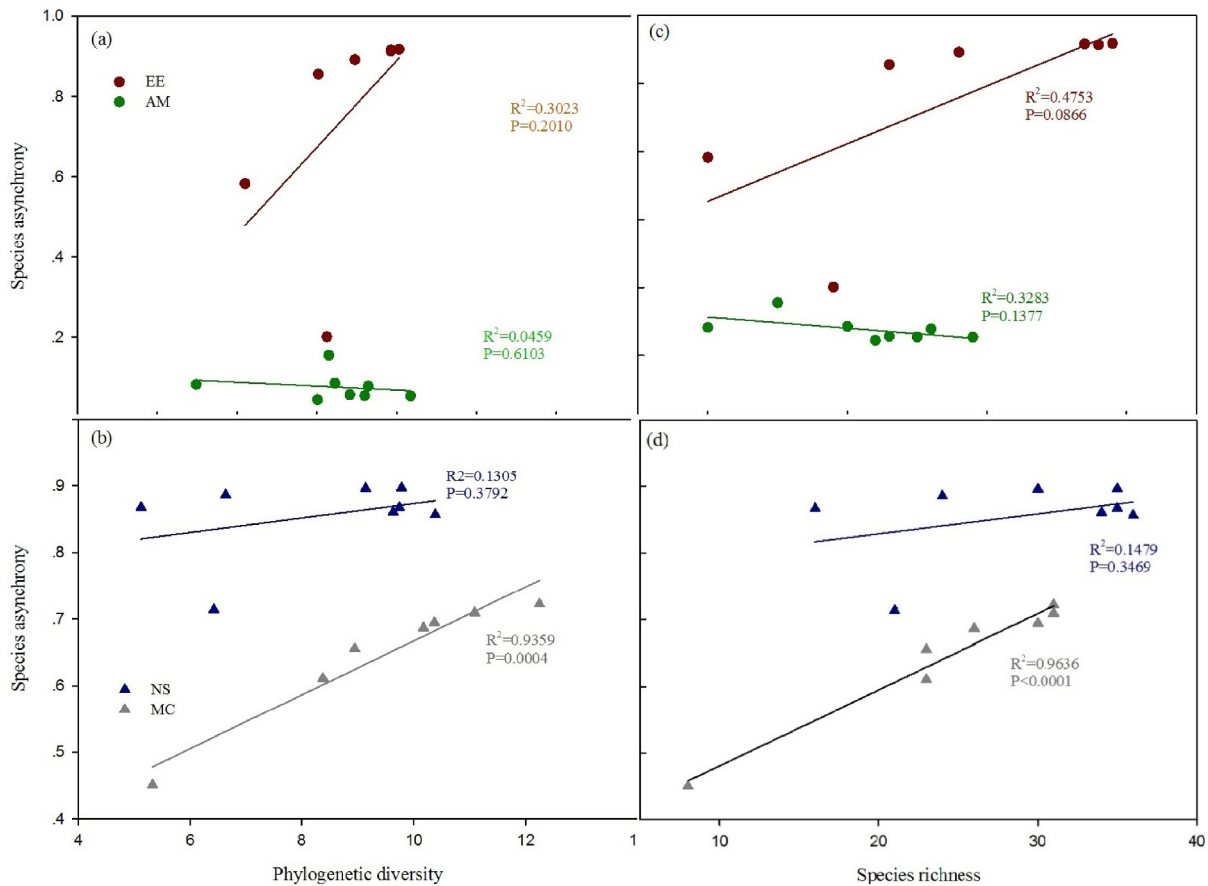 (a)
1.0
.8
.6
.4
.2
Species asynchrony
EE
AM
R²=0.3023
P=0.2010
R²=0.0459
P=0.6103
(c)
R²=0.4753
P=0.0866
R²=0.3283
P=0.1377
(b)
.9
.8
.7
.6
.5
.4
Species asynchrony
R2=0.1305
P=0.3792
R²=0.9359
P=0.0004
NS
MC
4
8
10
12
1
Phylogenetic diversity
(d)
R²=0.1479
P=0.3469
R²=0.9636
P<0.0001
10
20
30
40
Species richness